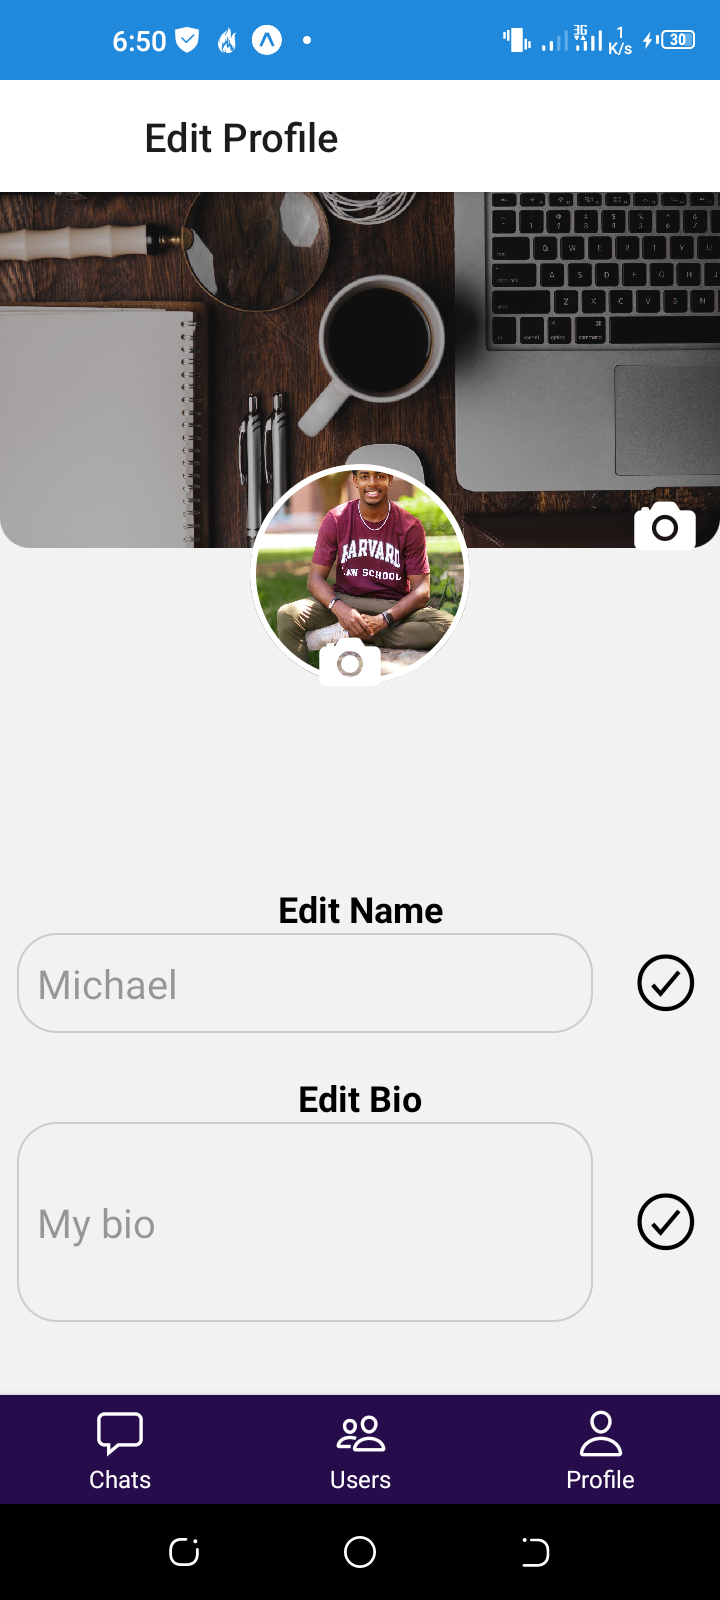 6:50
3G
1
K/s
30
Edit Profile
HARVARD
LAW SCHOOL
Edit Name
Michael
Edit Bio
My bio
Chats
Users
Profile